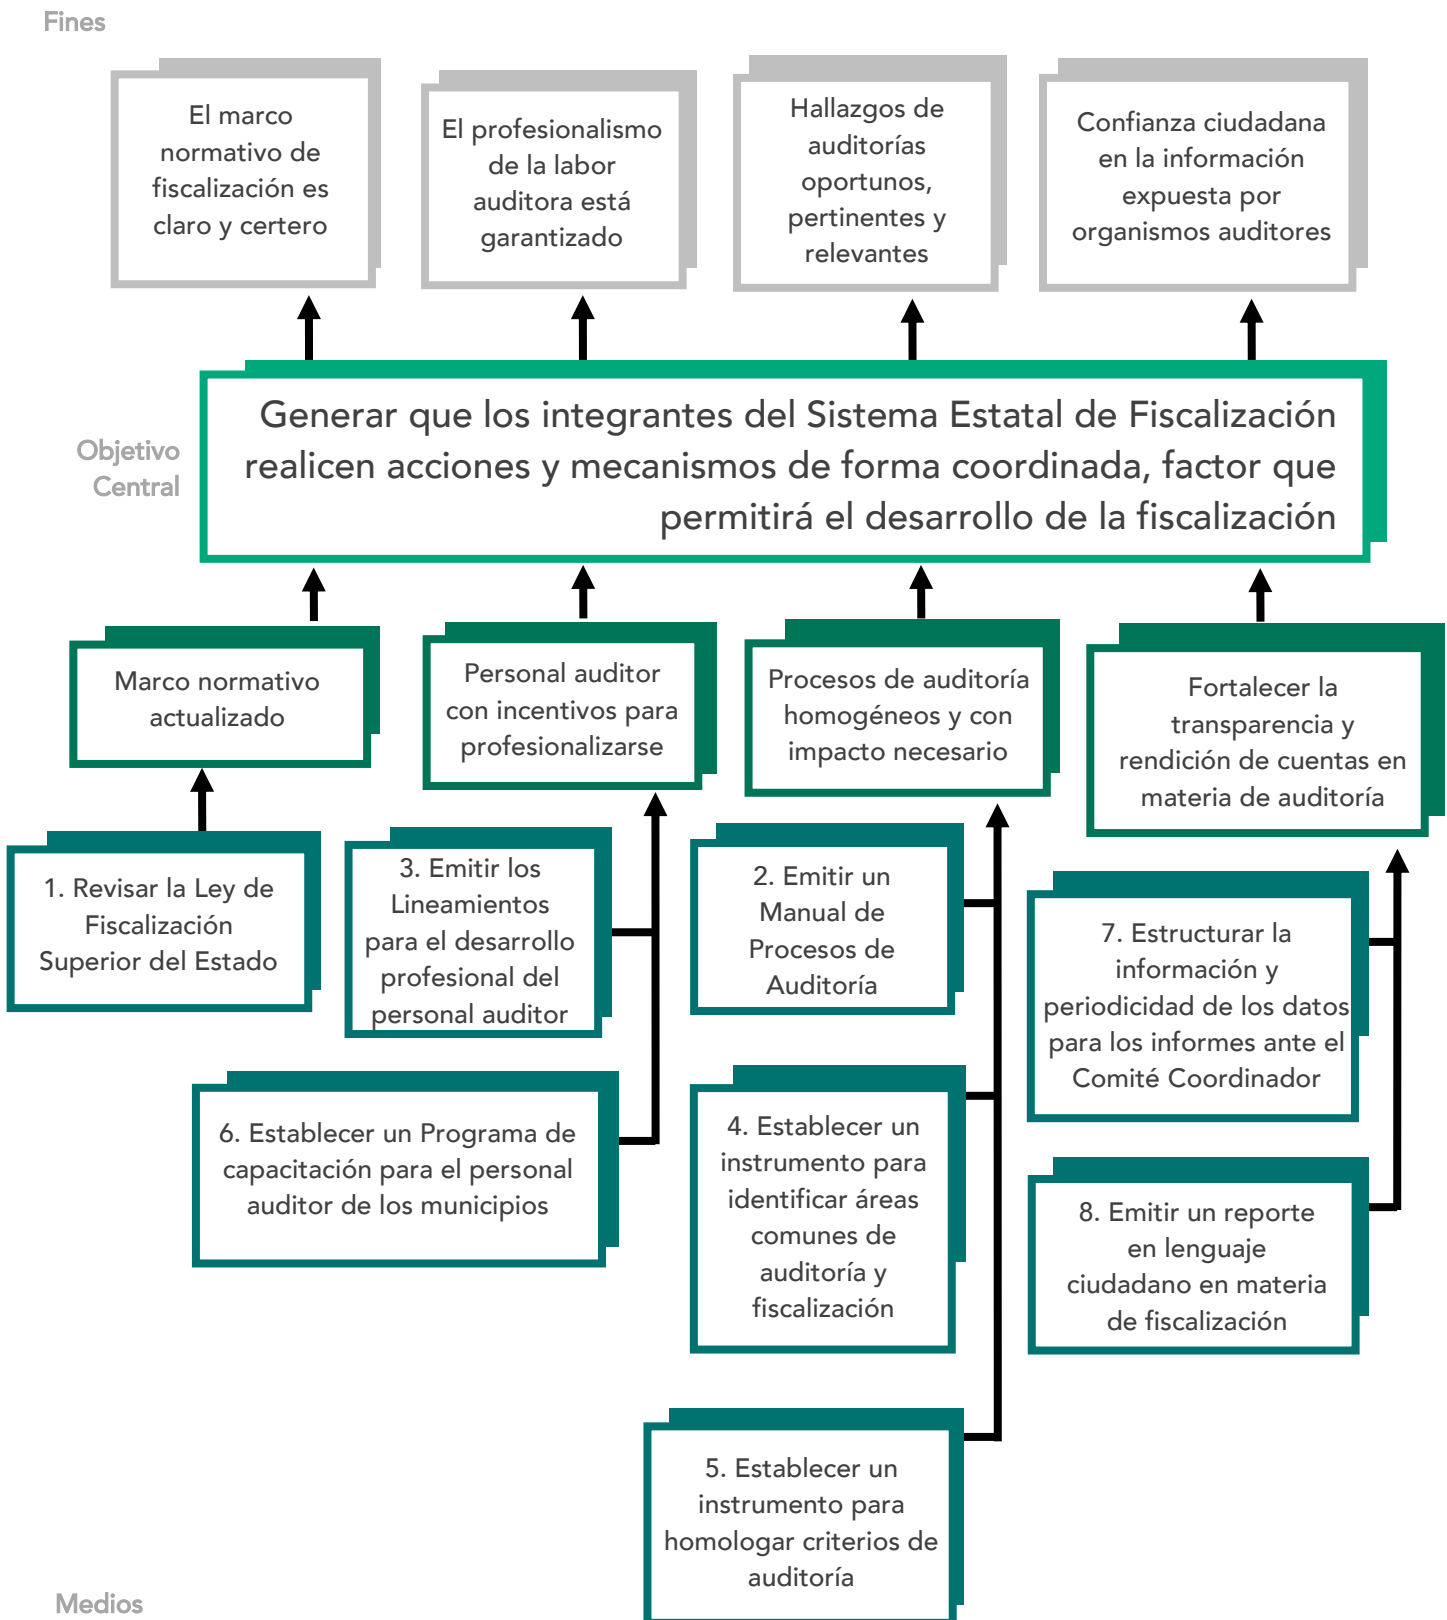 Fines
El marco
normativo de
fiscalización es
claro y certero
El profesionalismo
de la labor
auditora está
garantizado
Hallazgos de
auditorías
oportunos,
pertinentes y
relevantes
Confianza ciudadana
en la información
expuesta por
organismos auditores
Objetivo
Central
Generar que los integrantes del Sistema Estatal de Fiscalización
realicen acciones y mecanismos de forma coordinada, factor que
permitirá el desarrollo de la fiscalización
Marco normativo
actualizado
Personal auditor
con incentivos para
profesionalizarse
Procesos de auditoría
homogéneos y con
impacto necesario
Fortalecer la
transparencia y
rendición de cuentas en
materia de auditoría
1. Revisar la Ley de
Fiscalización
Superior del Estado
3. Emitir los
Lineamientos
para el desarrollo
profesional del
personal auditor
2. Emitir un
Manual de
Procesos de
Auditoría
7. Estructurar la
información y
periodicidad de los datos
para los informes ante el
Comité Coordinador
6. Establecer un Programa de
capacitación para el personal
auditor de los municipios
4. Establecer un
instrumento para
identificar áreas
comunes de
auditoría y
fiscalización
8. Emitir un reporte
en lenguaje
ciudadano en materia
de fiscalización
5. Establecer un
instrumento para
homologar criterios de
auditoría
Medios